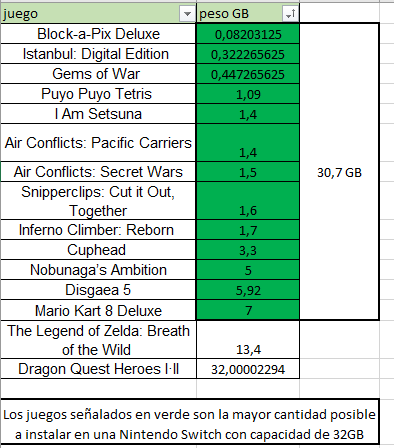 juego peso GB
Block-a-Pix Deluxe 0,08203125
Istanbul: Digital Edition 0,322265625
Gems of War 0,447265625
Puyo Puyo Tetris 1,09
I Am Setsuna 1,4
Air Conflicts: Pacific Carriers 1,4
Air Conflicts: Secret Wars 1,5 30,7 GB
Snipperclips: Cut it Out,
Together 1,6
Inferno Climber: Reborn 1,7
Cuphead 3,3
Nobunaga’s Ambition 5
Disgaea 5 5,92
Mario Kart 8 Deluxe 7
The Legend of Zelda: Breath
of the Wild 13,4
Dragon Quest Heroes I·II 32,00002294
Los juegos señalados en verde son la mayor cantidad posible
a instalar en una Nintendo Switch con capacidad de 32GB